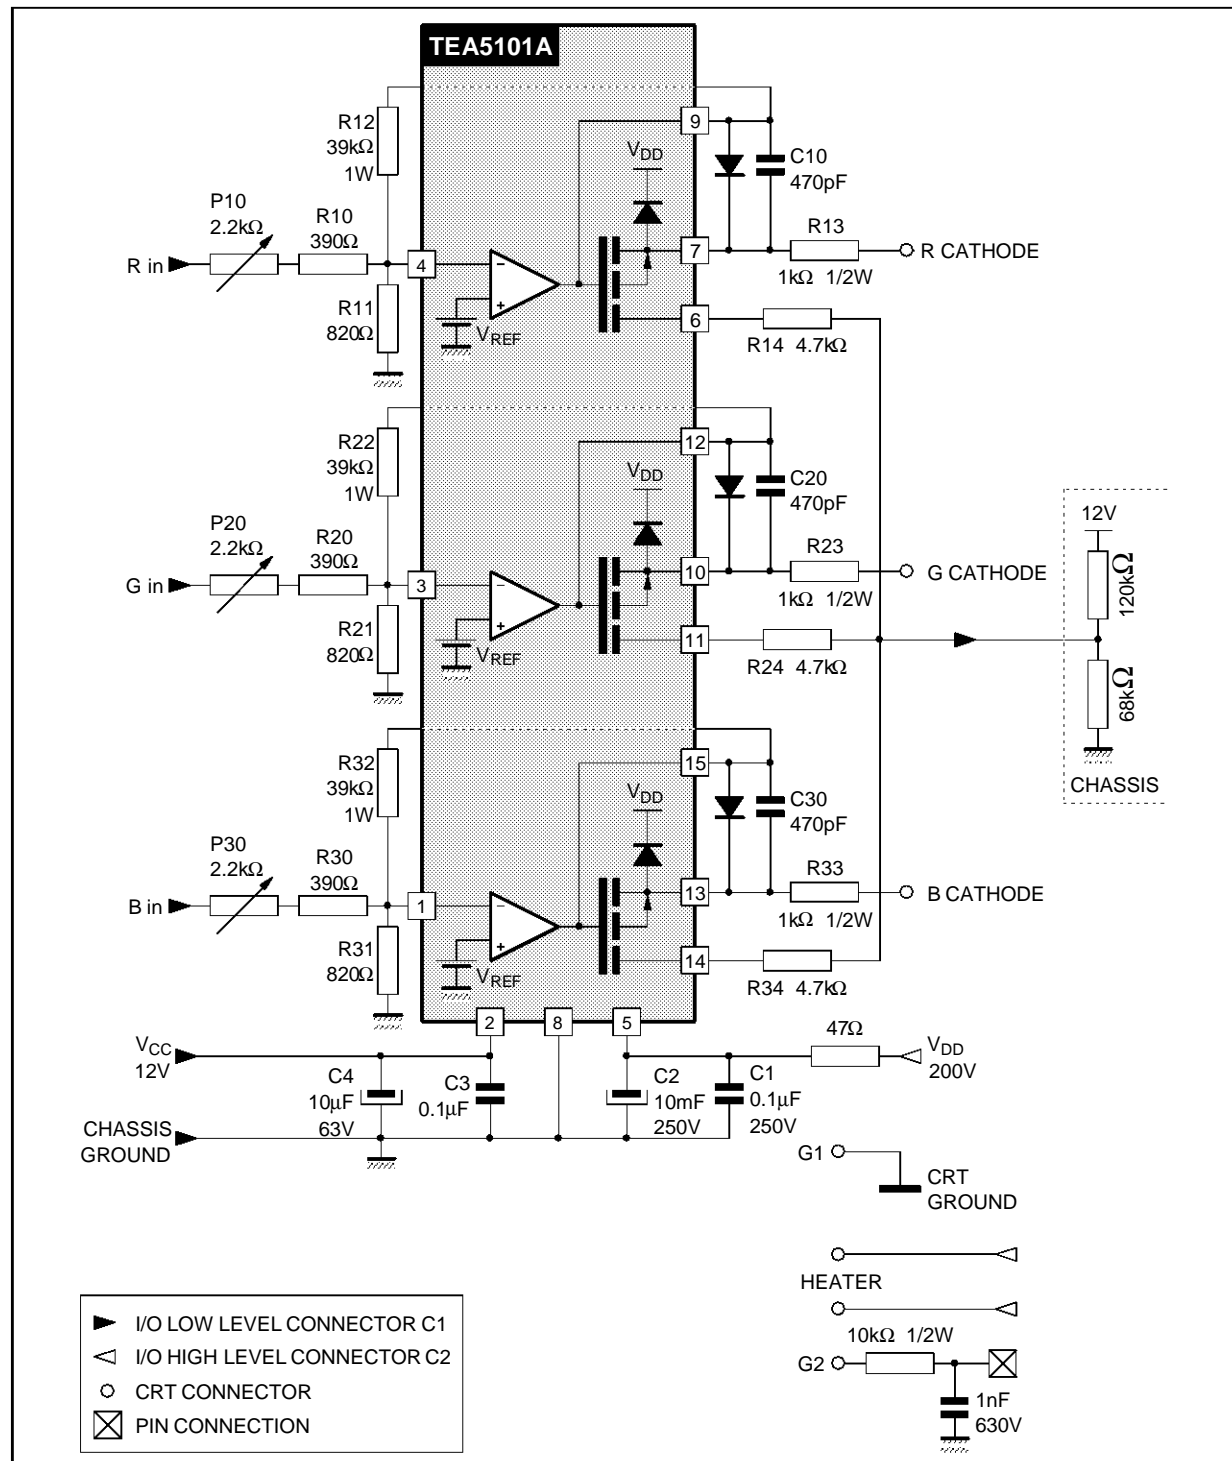 TEA5101A
R12
39kΩ
1W
P10
2.2kΩ
R10
390Ω
R in
4
R11
820Ω
−
+
VREF
VDD
9
7
6
C10
470pF
R13
1kΩ 1/2W
R CATHODE
R14 4.7kΩ
R22
39kΩ
1W
P20
2.2kΩ
R20
390Ω
G in
3
R21
820Ω
−
+
VREF
VDD
12
10
11
C20
470pF
R23
1kΩ 1/2W
G CATHODE
R24 4.7kΩ
12V
120kΩ
68kΩ
CHASSIS
R32
39kΩ
1W
P30
2.2kΩ
R30
390Ω
B in
1
R31
820Ω
−
+
VREF
VDD
15
13
14
C30
470pF
R33
1kΩ 1/2W
B CATHODE
R34 4.7kΩ
2
8
5
VCC
12V
C4
10µF
63V
C3
0.1µF
C2
10mF
250V
C1
0.1µF
250V
47Ω
VDD
200V
CHASSIS
GROUND
G1
CRT
GROUND
HEATER
10kΩ 1/2W
G2
1nF
630V
I/O LOW LEVEL CONNECTOR C1
I/O HIGH LEVEL CONNECTOR C2
CRT CONNECTOR
PIN CONNECTION